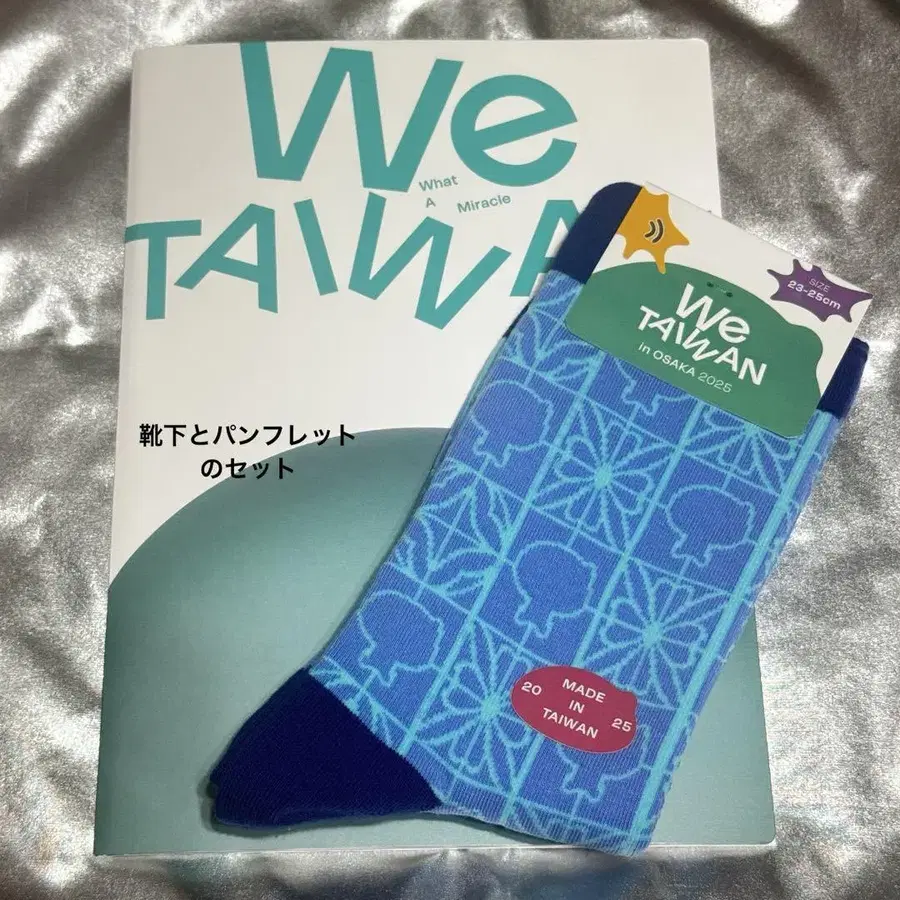 We
What
A Miracle
TAIWA
靴下とパンフレット
のセット
SIZE
23-25cm
We
TAIWAN
in OSAKA 2025
MADE
20 IN 25
TAIWAN